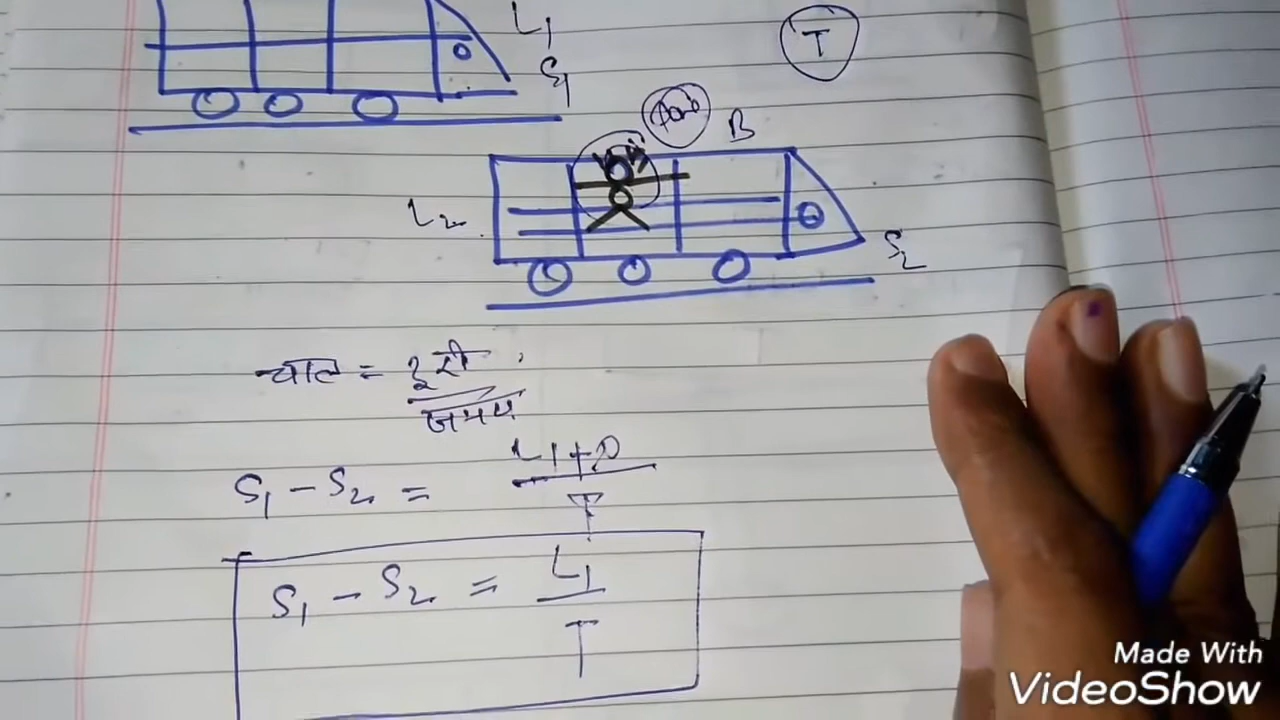 L₁
T
S₁
B
L₂
S₂
चाल = दूरी
समय
S₁ - S₂ = L₁+0
T
S₁ - S₂ = L₁
T
Made With
VideoShow